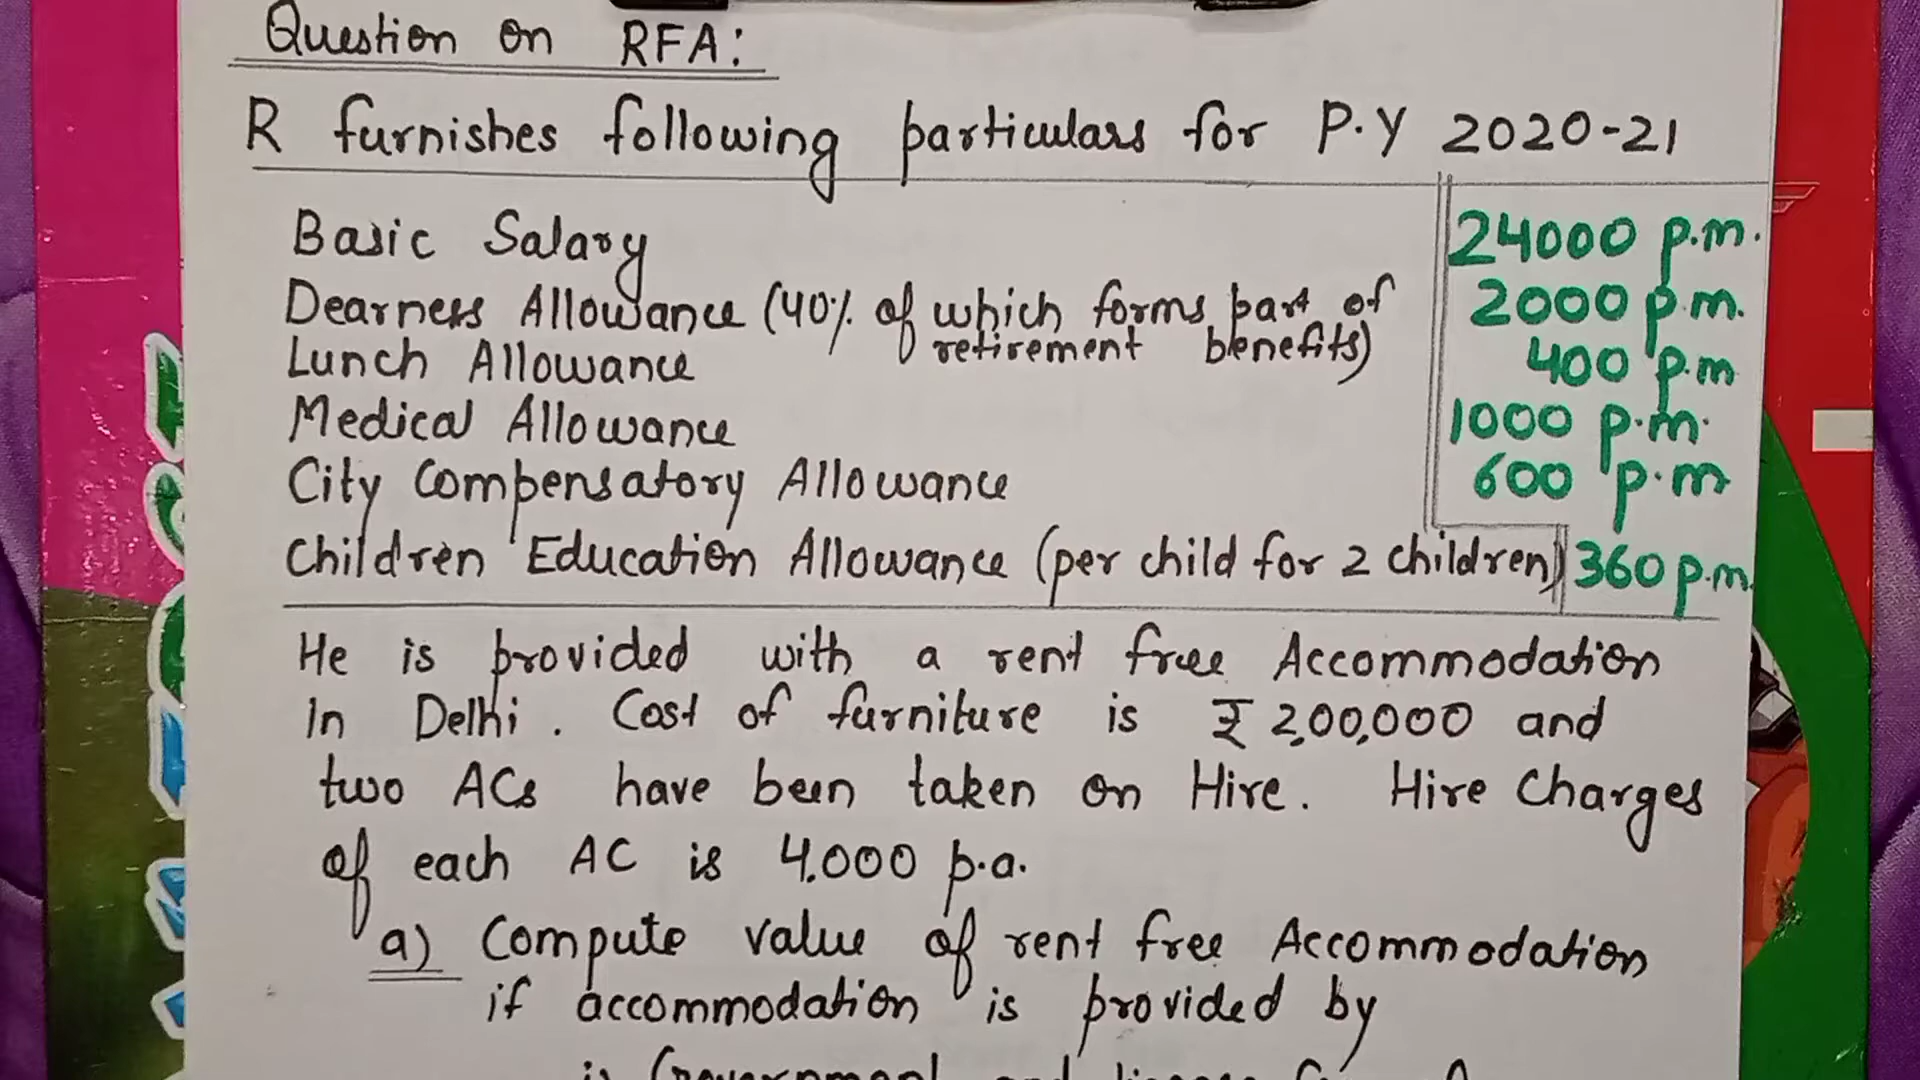 Question on RFA:
R furnishes following particulars for P.Y 2020-21
Basic Salary 24000 p.m.
Dearness Allowance (40% of which forms part of retirement benefits) 2000 p.m.
Lunch Allowance 400 p.m
Medical Allowance 1000 p.m.
City Compensatory Allowance 600 p.m
Children Education Allowance (per child for 2 children) 360 p.m.
He is provided with a rent free Accommodation
In Delhi. Cost of furniture is ₹ 2,00,000 and
two ACs have been taken on Hire. Hire Charges
of each AC is 4,000 p.a.
a) Compute value of rent free Accommodation
if accommodation is provided by